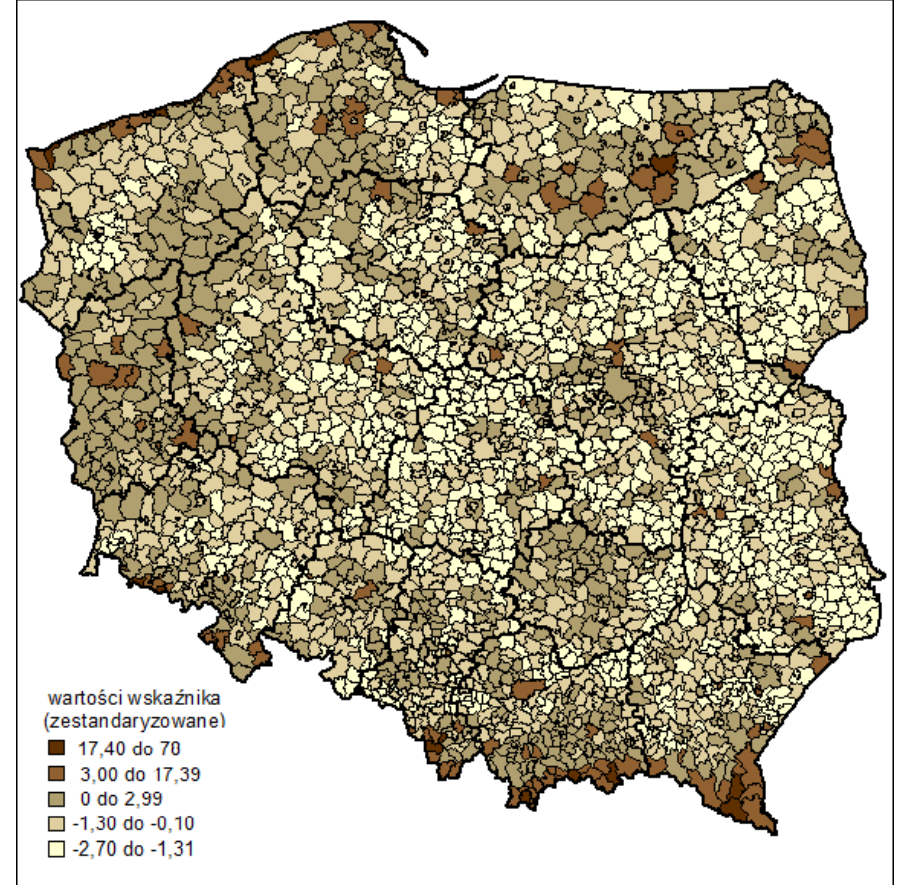 wartości wskaźnika
(zestandaryzowane)
17,40 do 70
3,00 do 17,39
0 do 2,99
-1,30 do -0,10
-2,70 do -1,31